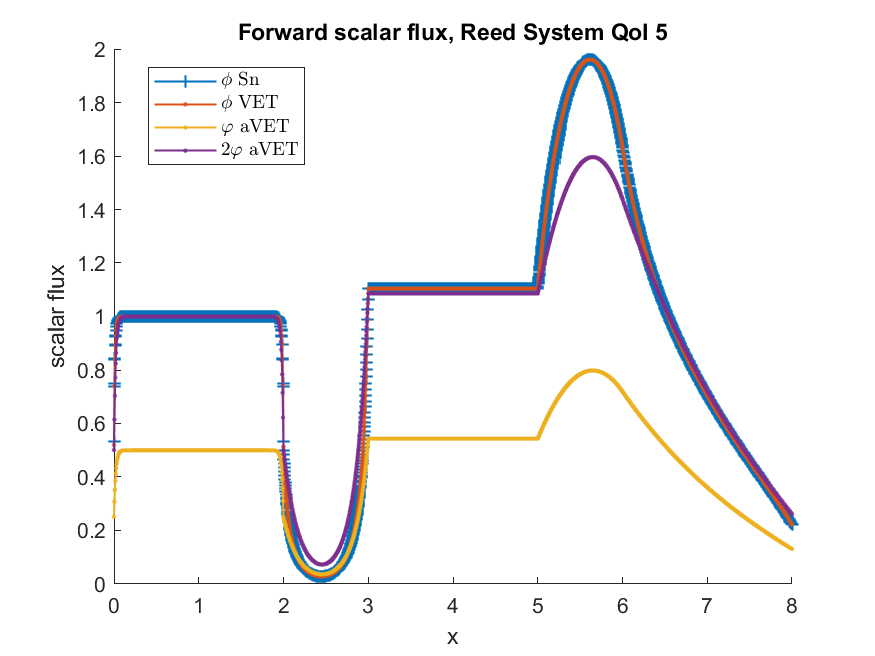 Forward scalar flux, Reed System QoI 5
scalar flux
2
1.8
1.6
1.4
1.2
1
0.8
0.6
0.4
0.2
0
ϕ Sn
ϕ VET
φ aVET
2φ aVET
0 1 2 3 4 5 6 7 8
x